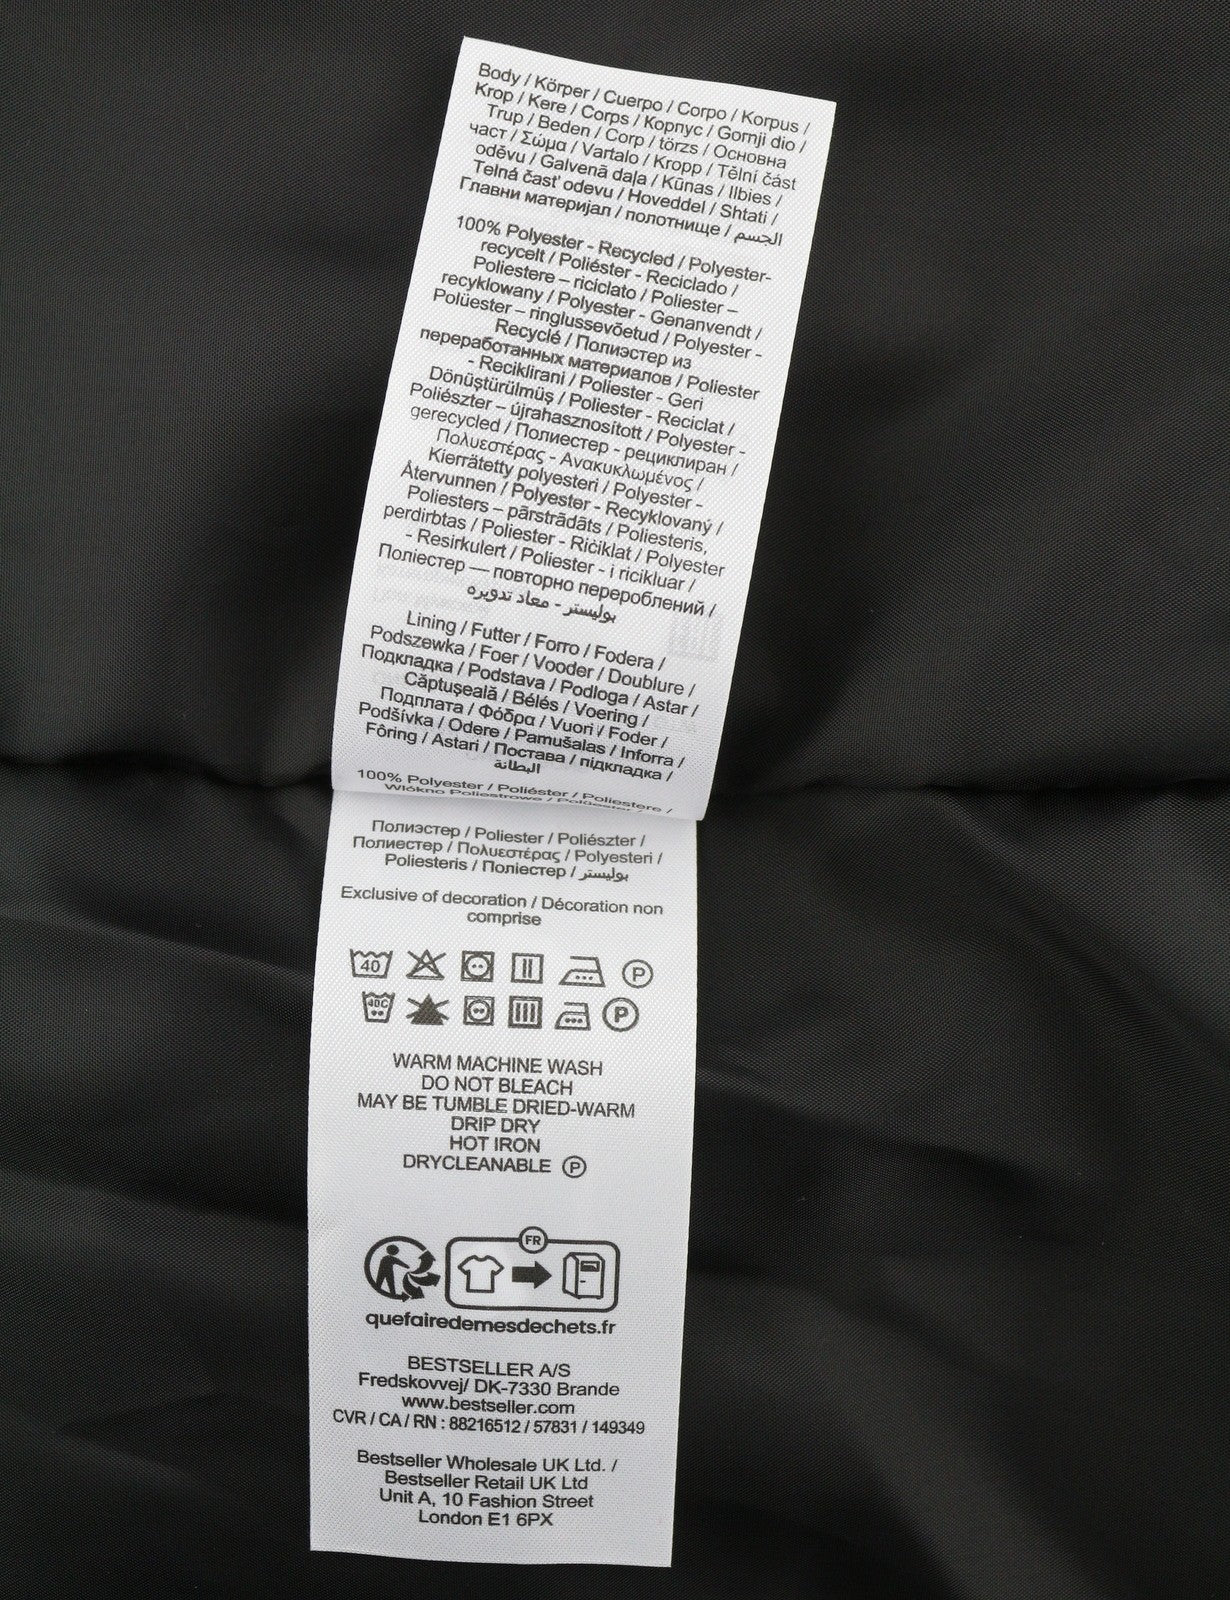 Body / Körper / Cuerpo / Corpo / Korpus /
Krop / Kere / Corps / Корпус / Gornji dio /
Trup / Beden / Corp / törzs / Основна
част / Σώμα / Vartalo / Kropp / Tělní část
oděvu / Galvenā daļa / Kūnas / Ilbies /
Telná časť odevu / Hoveddel / Shtati /
Главни материјал / полотнище / الجسم
100% Polyester - Recycled / Polyester-
recycelt / Poliéster - Reciclado /
Poliestere – riciclato / Poliester –
recyklowany / Polyester - Genanvendt /
Polüester – ringlussevõetud / Polyester -
Recyclé / Полиэстер из
переработанных материалов / Poliester
- Reciklirani / Poliester - Geri
Dönüştürülmüş / Poliester - Reciclat /
Poliészter – újrahasznosított / Polyester -
gerecycled / Полиестер - рециклиран /
Πολυεστέρας - Ανακυκλωμένος /
Kierrätetty polyesteri / Polyester -
Återvunnen / Polyester - Recyklovaný /
Poliesters – pārstrādāts / Poliesteris,
perdirbtas / Poliester - Riċiklat / Polyester
- Resirkulert / Poliester - i ricikluar /
Поліестер — повторно перероблений /
بوليستر - معاد تدويره
Lining / Futter / Forro / Fodera /
Podszewka / Foer / Vooder / Doublure /
Подкладка / Podstava / Podloga / Astar /
Căptușeală / Bélés / Voering /
Подплата / Φόδρα / Vuori / Foder /
Podšívka / Odere / Pamušalas / Inforra /
Fôring / Astari / Постава / підкладка /
البطانة
100% Polyester / Poliéster / Poliestere /
Włókno Poliestrowe / Polüester /
Полиэстер / Poliester / Poliészter /
Полиестер / Πολυεστέρας / Polyesteri /
Poliesteris / Поліестер / بوليستر
Exclusive of decoration / Décoration non
comprise
40 P
40C P
WARM MACHINE WASH
DO NOT BLEACH
MAY BE TUMBLE DRIED-WARM
DRIP DRY
HOT IRON
DRYCLEANABLE P
FR
quefairedemesdechets.fr
BESTSELLER A/S
Fredskovvej/ DK-7330 Brande
www.bestseller.com
CVR / CA / RN : 88216512 / 57831 / 149349
Bestseller Wholesale UK Ltd. /
Bestseller Retail UK Ltd
Unit A, 10 Fashion Street
London E1 6PX